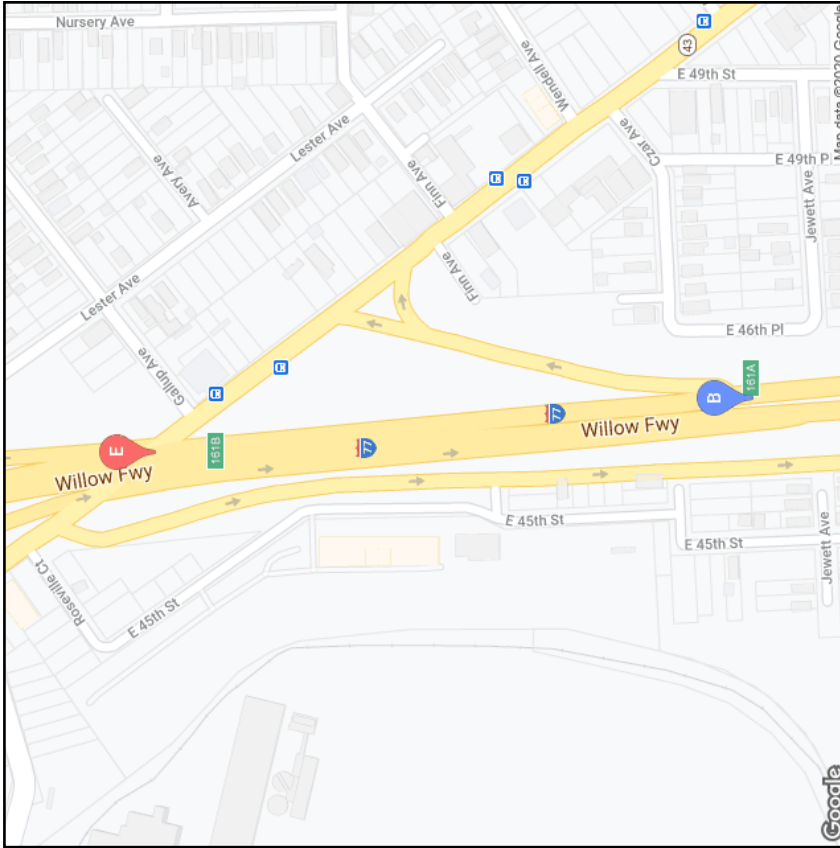 Nursery Ave
43
E 49th St
Wendell Ave
Lester Ave
Avery Ave
Czar Ave
E 49th P
Map data ©2020 Google
Finn Ave
Jewett Ave
Lester Ave
Finn Ave
Gallup Ave
E 46th Pl
161A
B
E
161B
77
77
Willow Fwy
Willow Fwy
E 45th St
E 45th St
Jewett Ave
Roseville Ct
E 45th St
Google